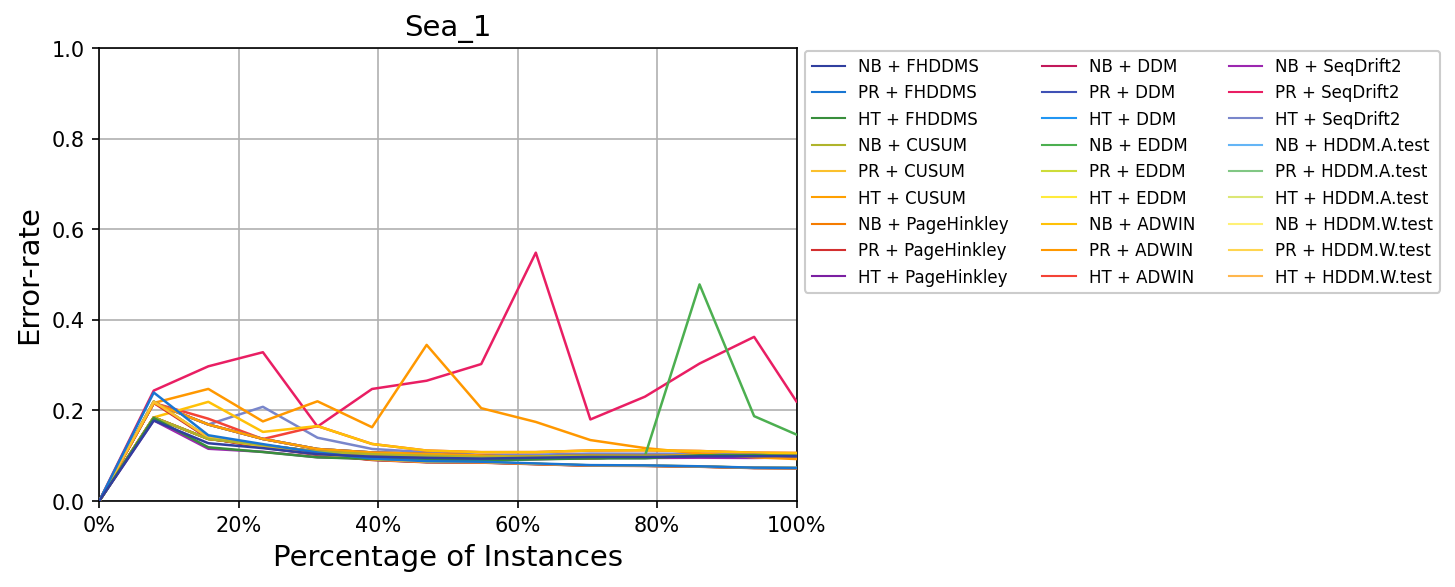 Sea_1
1.0
0.8
0.6
0.4
0.2
0.0
Error-rate
0%
20%
40%
60%
80%
100%
Percentage of Instances
NB + FHDDMS
PR + FHDDMS
HT + FHDDMS
NB + CUSUM
PR + CUSUM
HT + CUSUM
NB + PageHinkley
PR + PageHinkley
HT + PageHinkley
NB + DDM
PR + DDM
HT + DDM
NB + EDDM
PR + EDDM
HT + EDDM
NB + ADWIN
PR + ADWIN
HT + ADWIN
NB + SeqDrift2
PR + SeqDrift2
HT + SeqDrift2
NB + HDDM.A.test
PR + HDDM.A.test
HT + HDDM.A.test
NB + HDDM.W.test
PR + HDDM.W.test
HT + HDDM.W.test